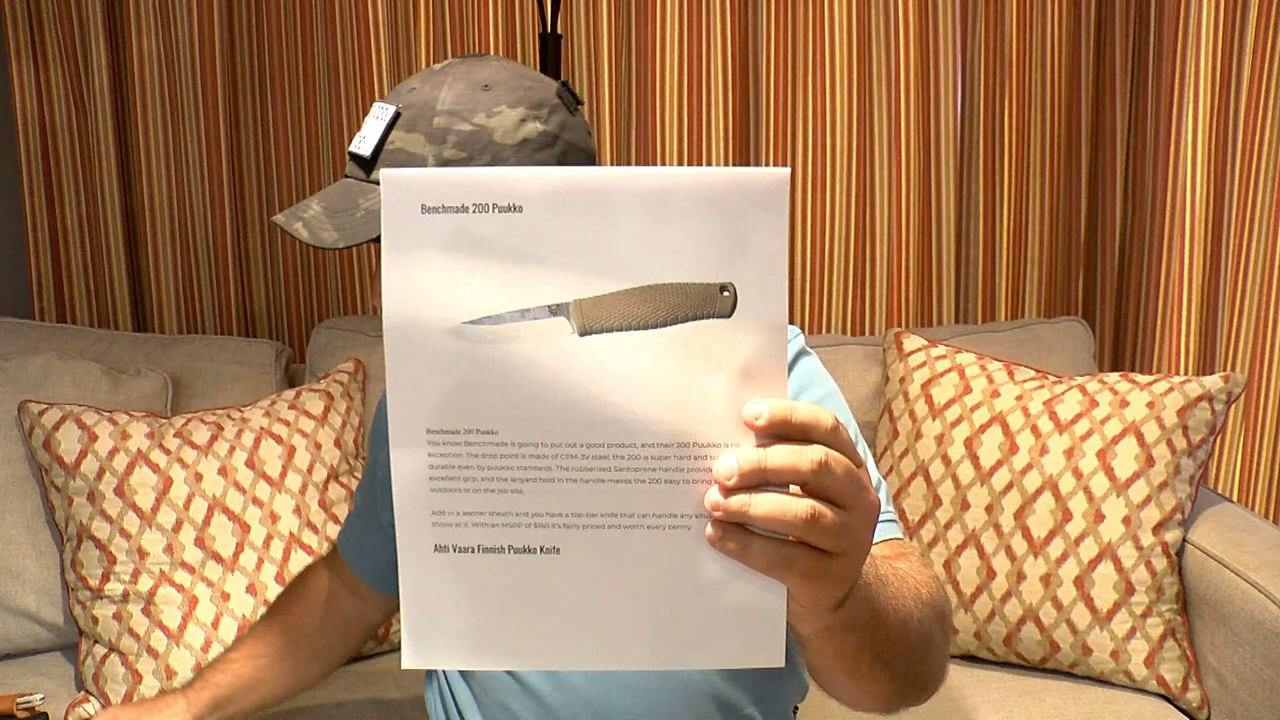 Benchmade 200 Puukko
Benchmade 200 Puukko
You know Benchmade is going to put out a good product, and their 200 Puukko is no
exception. The drop point is made of CPM-3V steel, the 200 is super hard and
durable even by puukko standards. The rubberized Santoprene handle
excellent grip, and the lanyard hold in the handle makes the 200 easy to bring
outdoors or on the job site.
Add in a leather sheath and you have a top-tier knife that can handle any
throw at it. With an MSRP of $160 it's fairly priced and worth every penny.
Ahti Vaara Finnish Puukko Knife